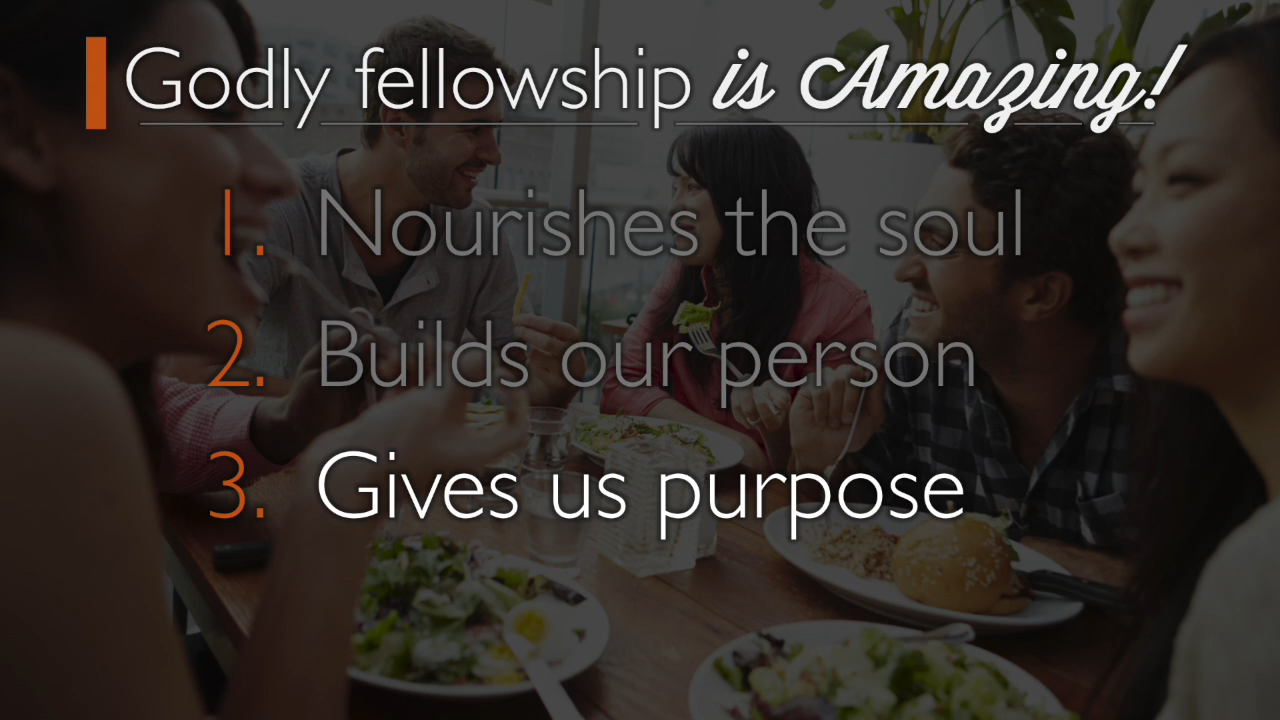 Godly fellowship is Amazing!
1. Nourishes the soul
2. Builds our person
3. Gives us purpose